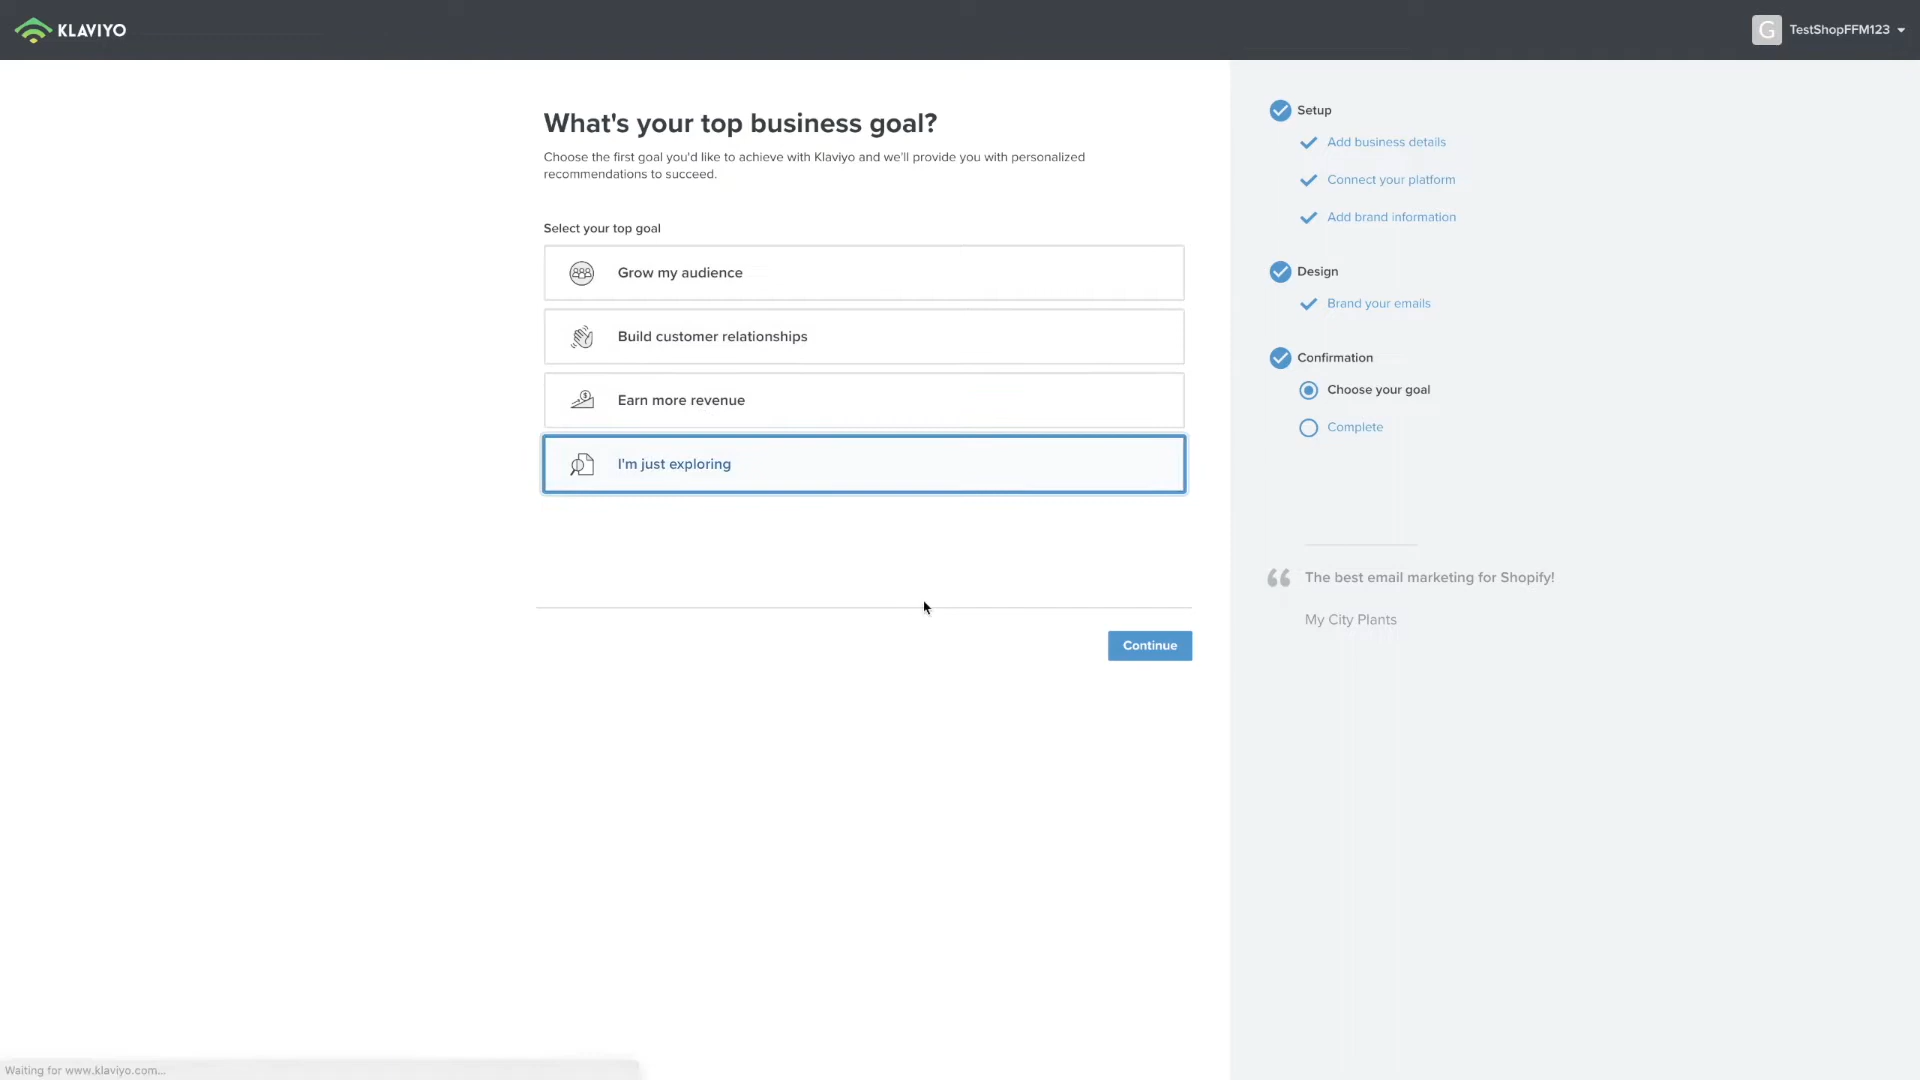 KLAVIYO
G TestShopFFM123
What's your top business goal?
Choose the first goal you'd like to achieve with Klaviyo and we'll provide you with personalized
recommendations to succeed.
Select your top goal
Grow my audience
Build customer relationships
Earn more revenue
I'm just exploring
Continue
Setup
Add business details
Connect your platform
Add brand information
Design
Brand your emails
Confirmation
Choose your goal
Complete
“ The best email marketing for Shopify!
My City Plants
Waiting for www.klaviyo.com...